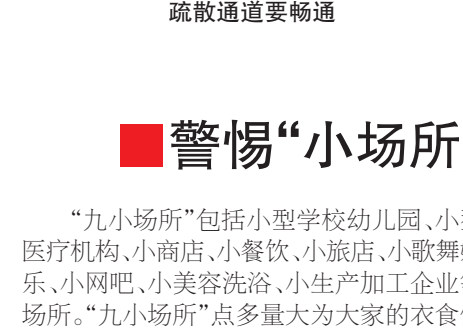 疏散通道要畅通
■警惕“小场所
“九小场所”包括小型学校幼儿园、小
医疗机构、小商店、小餐饮、小旅店、小歌舞
乐、小网吧、小美容洗浴、小生产加工企业
场所。“九小场所”点多量大为大家的衣食